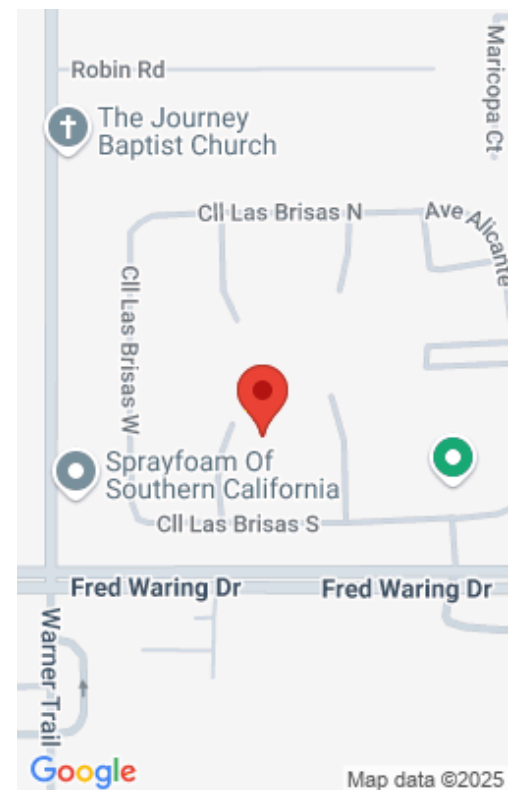 Maricopa Ct
Robin Rd
The Journey
Baptist Church
Cll Las Brisas N
Ave Alicante
Cll Las Brisas W
Sprayfoam Of
Southern California
Cll Las Brisas S
Fred Waring Dr
Fred Waring Dr
Warner Trail
Google
Map data ©2025